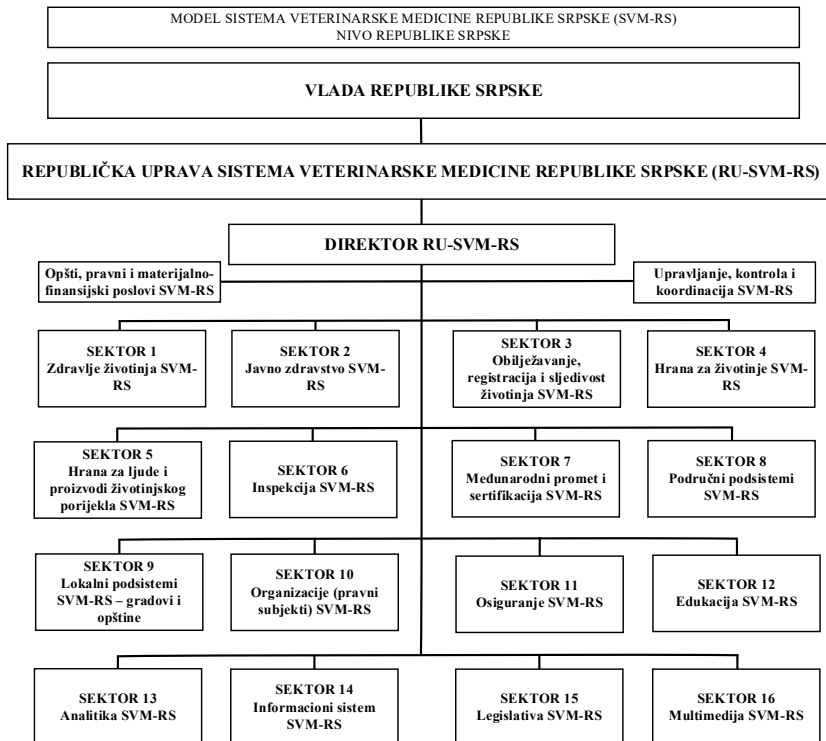 MODEL SISTEMA VETERINARSKE MEDICINE REPUBLIKE SRPSKE (SVM-RS)
NIVO REPUBLIKE SRPSKE
VLADA REPUBLIKE SRPSKE
REPUBLIČKA UPRAVA SISTEMA VETERINARSKE MEDICINE REPUBLIKE SRPSKE (RU-SVM-RS)
DIREKTOR RU-SVM-RS
Opšti, pravni i materijalno-
finansijski poslovi SVM-RS
Upravljanje, kontrola i
koordinacija SVM-RS
SEKTOR 1
Zdravlje životinja SVM-
RS
SEKTOR 2
Javno zdravstvo SVM-
RS
SEKTOR 3
Obilježavanje,
registracija i sljedivost
životinja SVM-RS
SEKTOR 4
Hrana za životinje SVM-
RS
SEKTOR 5
Hrana za ljude i
proizvodi životinjskog
porijekla SVM-RS
SEKTOR 6
Inspekcija SVM-RS
SEKTOR 7
Međunarodni promet i
sertifikacija SVM-RS
SEKTOR 8
Područni podsistemi
SVM-RS
SEKTOR 9
Lokalni podsistemi
SVM-RS – gradovi i
opštine
SEKTOR 10
Organizacije (pravni
subjekti) SVM-RS
SEKTOR 11
Osiguranje SVM-RS
SEKTOR 12
Edukacija SVM-RS
SEKTOR 13
Analitika SVM-RS
SEKTOR 14
Informacioni sistem
SVM-RS
SEKTOR 15
Legislativa SVM-RS
SEKTOR 16
Multimedija SVM-RS